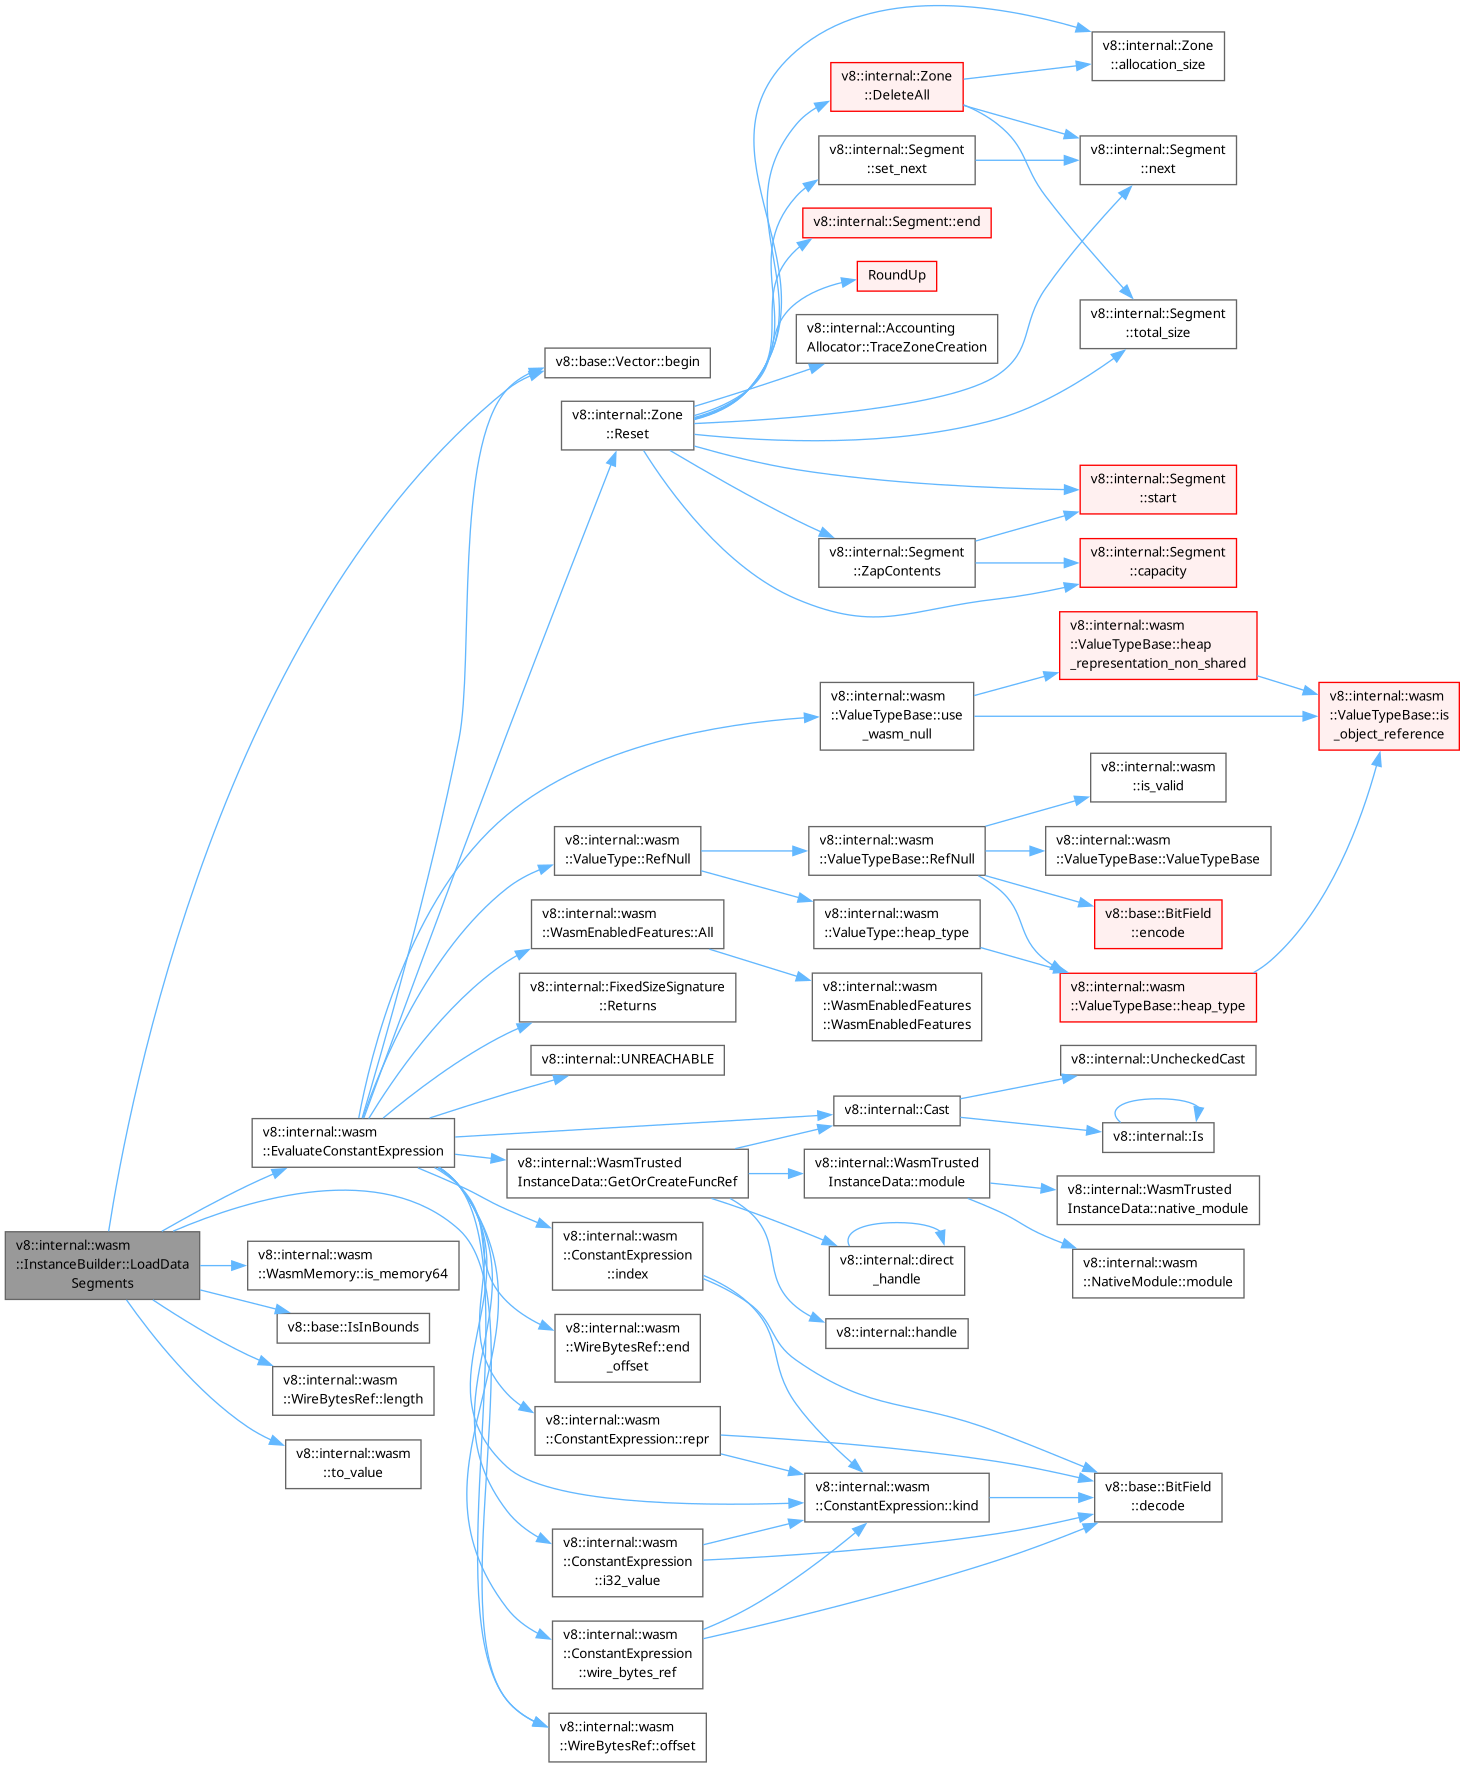 v8::internal::Zone
::allocation_size
v8::internal::Zone
::DeleteAll
v8::internal::Segment
::set_next
v8::internal::Segment
::next
v8::internal::Segment::end
RoundUp
v8::internal::Accounting
Allocator::TraceZoneCreation
v8::internal::Segment
::total_size
v8::base::Vector::begin
v8::internal::Zone
::Reset
v8::internal::Segment
::start
v8::internal::Segment
::ZapContents
v8::internal::Segment
::capacity
v8::internal::wasm
::ValueTypeBase::heap
_representation_non_shared
v8::internal::wasm
::ValueTypeBase::use
_wasm_null
v8::internal::wasm
::ValueTypeBase::is
_object_reference
v8::internal::wasm
::is_valid
v8::internal::wasm
::ValueType::RefNull
v8::internal::wasm
::ValueTypeBase::RefNull
v8::internal::wasm
::ValueTypeBase::ValueTypeBase
v8::internal::wasm
::WasmEnabledFeatures::All
v8::internal::wasm
::ValueType::heap_type
v8::base::BitField
::encode
v8::internal::FixedSizeSignature
::Returns
v8::internal::wasm
::WasmEnabledFeatures
::WasmEnabledFeatures
v8::internal::wasm
::ValueTypeBase::heap_type
v8::internal::UNREACHABLE
v8::internal::UncheckedCast
v8::internal::Cast
v8::internal::Is
v8::internal::wasm
::EvaluateConstantExpression
v8::internal::WasmTrusted
InstanceData::GetOrCreateFuncRef
v8::internal::WasmTrusted
InstanceData::module
v8::internal::WasmTrusted
InstanceData::native_module
v8::internal::wasm
::InstanceBuilder::LoadData
Segments
v8::internal::wasm
::WasmMemory::is_memory64
v8::internal::wasm
::ConstantExpression
::index
v8::internal::direct
_handle
v8::internal::wasm
::NativeModule::module
v8::base::IsInBounds
v8::internal::wasm
::WireBytesRef::end
_offset
v8::internal::handle
v8::internal::wasm
::WireBytesRef::length
v8::internal::wasm
::ConstantExpression::repr
v8::internal::wasm
::to_value
v8::internal::wasm
::ConstantExpression::kind
v8::base::BitField
::decode
v8::internal::wasm
::ConstantExpression
::i32_value
v8::internal::wasm
::ConstantExpression
::wire_bytes_ref
v8::internal::wasm
::WireBytesRef::offset